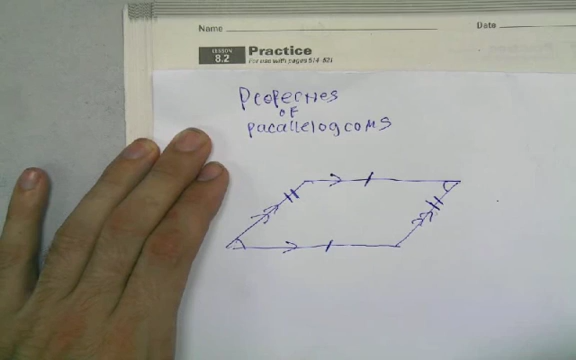 Name
Date
LESSON
8.2
Practice
For use with pages 514–521
Properties
of
parallelograms